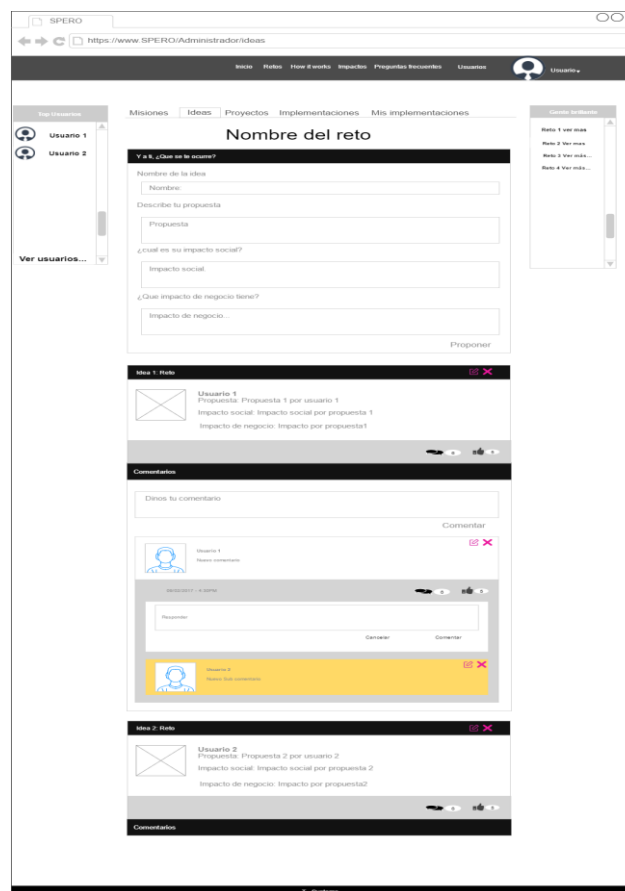 SPERO
https://www.SPERO/Administrador/ideas
Inicio Retos How it works Impactos Preguntas frecuentes Usuarios Usuario
Top Usuarios
Usuario 1
Usuario 2
Ver usuarios...
Misiones Ideas Proyectos Implementaciones Mis implementaciones
Nombre del reto
Y a ti, ¿Que se te ocurre?
Nombre de la idea
Nombre:
Describe tu propuesta
Propuesta
¿cual es su impacto social?
Impacto social.
¿Que impacto de negocio tiene?
Impacto de negocio...
Proponer
Gente brillante
Reto 1 ver mas
Reto 2 Ver mas
Reto 3 Ver más...
Reto 4 Ver más...
Idea 1: Reto
Usuario 1
Propuesta: Propuesta 1 por usuario 1
Impacto social: Impacto social por propuesta 1
Impacto de negocio: Impacto por propuesta1
Comentarios
Dinos tu comentario
Comentar
Usuario 1
Nuevo comentario
Responder
Cancelar Comentar
Usuario 2
Nuevo Sub comentario
Idea 2: Reto
Usuario 2
Propuesta: Propuesta 2 por usuario 2
Impacto social: Impacto social por propuesta 2
Impacto de negocio: Impacto por propuesta2
Comentarios